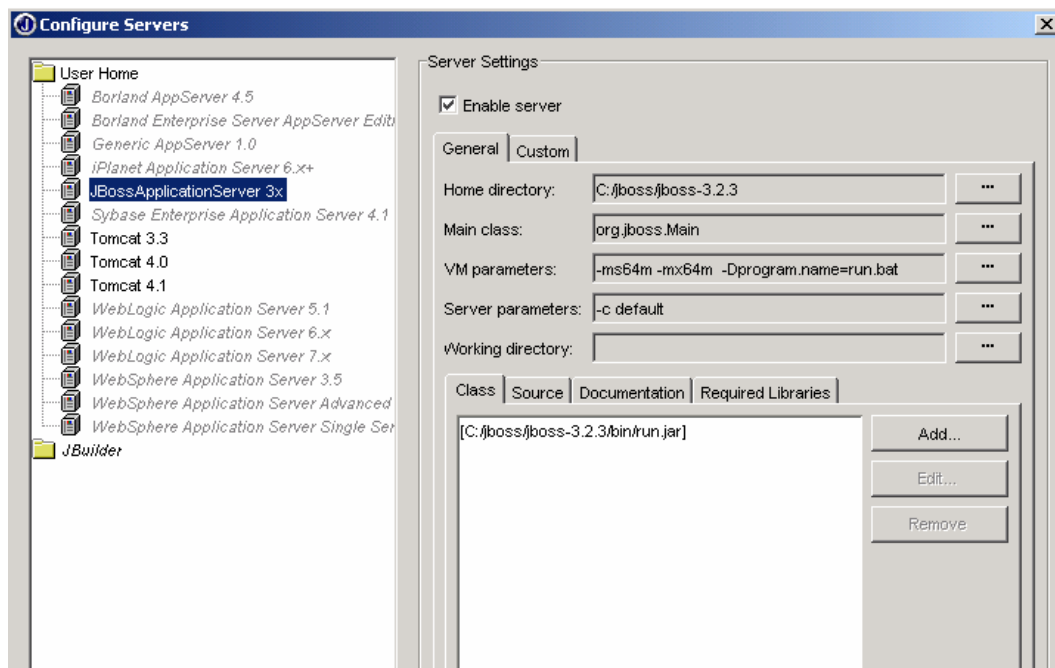 Configure Servers
User Home
Borland AppServer 4.5
Borland Enterprise Server AppServer Editi
Generic AppServer 1.0
iPlanet Application Server 6.x+
JBossApplicationServer 3x
Sybase Enterprise Application Server 4.1
Tomcat 3.3
Tomcat 4.0
Tomcat 4.1
WebLogic Application Server 5.1
WebLogic Application Server 6.x
WebLogic Application Server 7.x
WebSphere Application Server 3.5
WebSphere Application Server Advanced
WebSphere Application Server Single Ser
JBuilder
Server Settings
Enable server
General Custom
Home directory: C:/jboss/jboss-3.2.3 ...
Main class: org.jboss.Main ...
VM parameters: -ms64m -mx64m -Dprogram.name=run.bat ...
Server parameters: -c default ...
Working directory: ...
Class Source Documentation Required Libraries
[C:/jboss/jboss-3.2.3/bin/run.jar]
Add...
Edit...
Remove